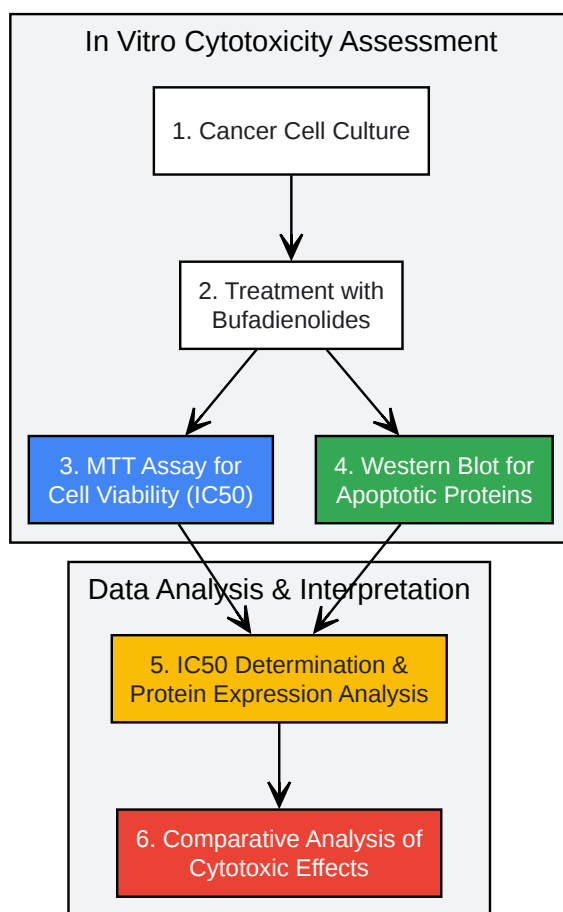 In Vitro Cytotoxicity Assessment
1. Cancer Cell Culture
2. Treatment with
Bufadienolides
3. MTT Assay for
Cell Viability (IC50)
4. Western Blot for
Apoptotic Proteins
Data Analysis & Interpretation
5. IC50 Determination &
Protein Expression Analysis
6. Comparative Analysis of
Cytotoxic Effects